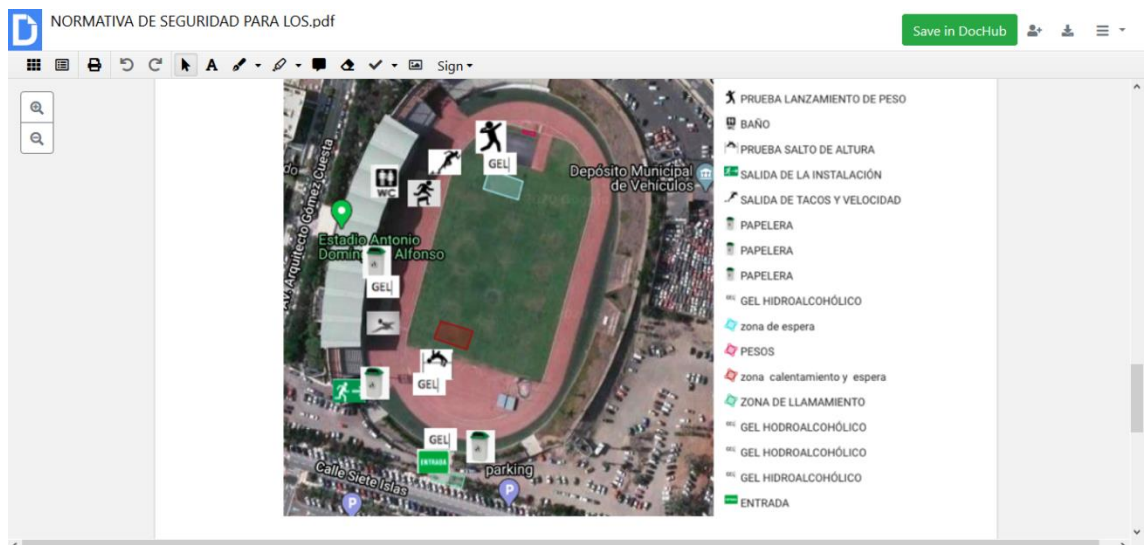 NORMATIVA DE SEGURIDAD PARA LOS.pdf
Save in DocHub
A
Sign
GEL
WC
Depósito Municipal
de Vehículos
Av. Arquitecto Gómez Cuesta
Estadio Antonio
Alfonso
GEL
GEL
GEL
ENTRADA
Calle Siete Islas
parking
P
P
PRUEBA LANZAMIENTO DE PESO
BAÑO
PRUEBA SALTO DE ALTURA
SALIDA DE LA INSTALACIÓN
SALIDA DE TACOS Y VELOCIDAD
PAPELERA
PAPELERA
PAPELERA
GEL HIDROALCOHÓLICO
zona de espera
PESOS
zona calentamiento y espera
ZONA DE LLAMAMIENTO
GEL HODROALCOHÓLICO
GEL HODROALCOHÓLICO
GEL HIDROALCOHÓLICO
ENTRADA